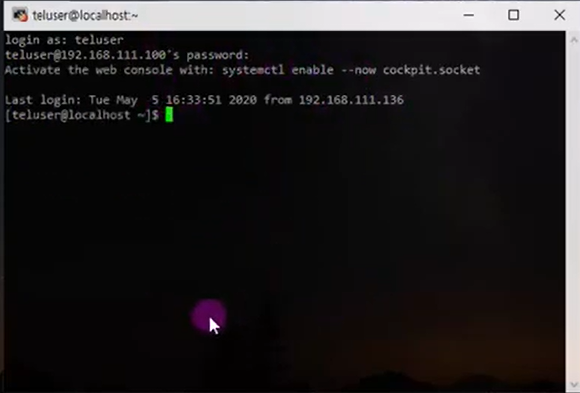 teluser@localhost:~
login as: teluser
teluser@192.168.111.100's password:
Activate the web console with: systemctl enable --now cockpit.socket
Last login: Tue May  5 16:33:51 2020 from 192.168.111.136
[teluser@localhost ~]$